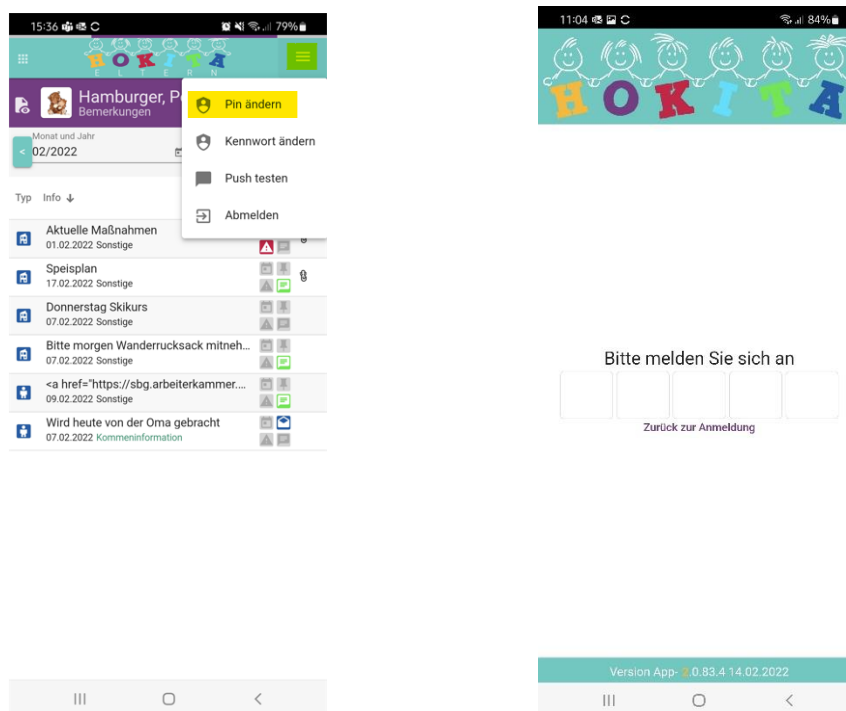 15:36
79%
HOKITA
ELTERN
Hamburger, P
Bemerkungen
Pin ändern
Kennwort ändern
Push testen
Abmelden
Monat und Jahr
< 02/2022
Typ Info ↓
Aktuelle Maßnahmen
01.02.2022 Sonstige
Speisplan
17.02.2022 Sonstige
Donnerstag Skikurs
07.02.2022 Sonstige
Bitte morgen Wanderrucksack mitneh...
07.02.2022 Sonstige
<a href="https://sbg.arbeiterkammer....
09.02.2022 Sonstige
Wird heute von der Oma gebracht
07.02.2022 Kommeninformation
11:04
84%
HOKITA
Bitte melden Sie sich an
Zurück zur Anmeldung
Version App- 2.0.83.4 14.02.2022